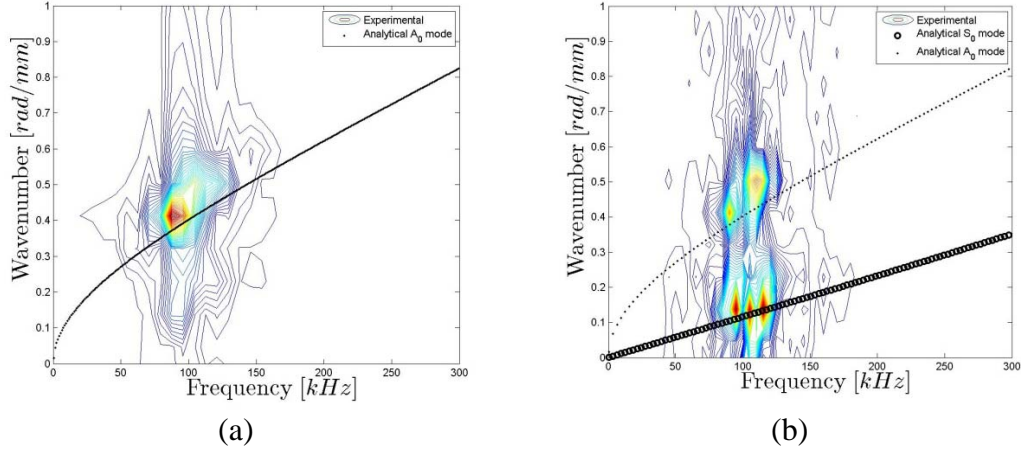 Experimental
Analytical A0 mode
1
0.9
0.8
0.7
0.6
0.5
0.4
0.3
0.2
0.1
0
Wavenumber [rad/mm]
0 50 100 150 200 250 300
Frequency [kHz]
(a)
Experimental
Analytical S0 mode
Analytical A0 mode
1
0.9
0.8
0.7
0.6
0.5
0.4
0.3
0.2
0.1
0
Wavenumber [rad/mm]
0 50 100 150 200 250 300
Frequency [kHz]
(b)